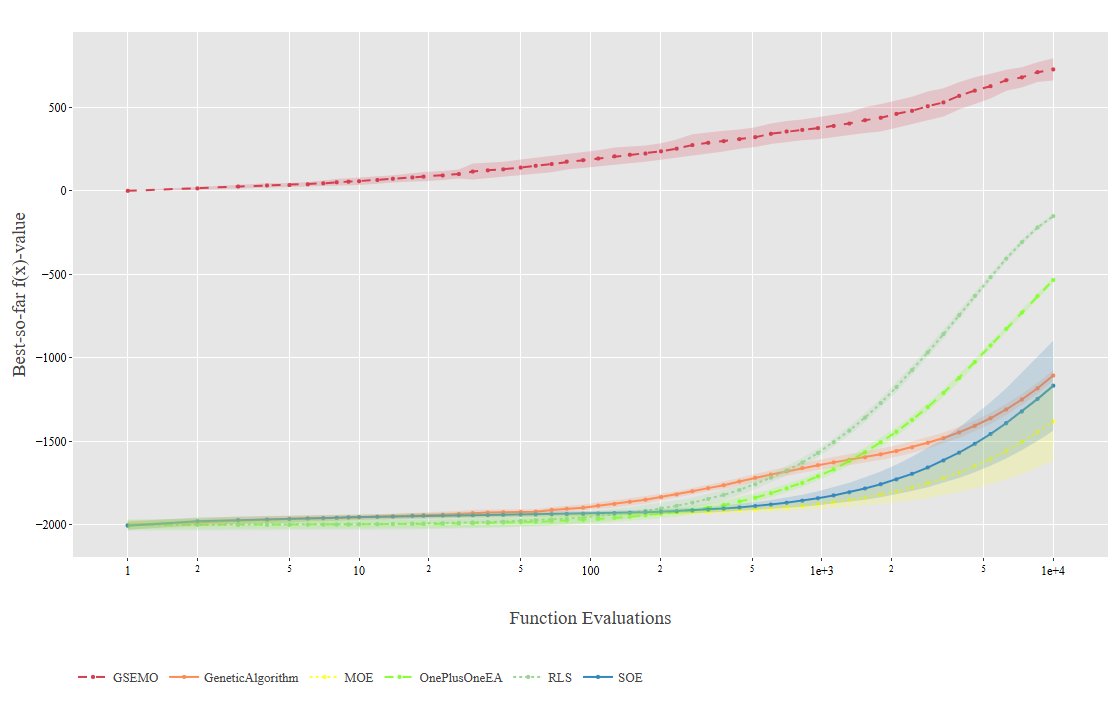 500
0
−500
−1000
−1500
−2000
Best-so-far f(x)-value
1 2 5 10 2 5 100 2 5 1e+3 2 5 1e+4
Function Evaluations
GSEMO GeneticAlgorithm MOE OnePlusOneEA RLS SOE